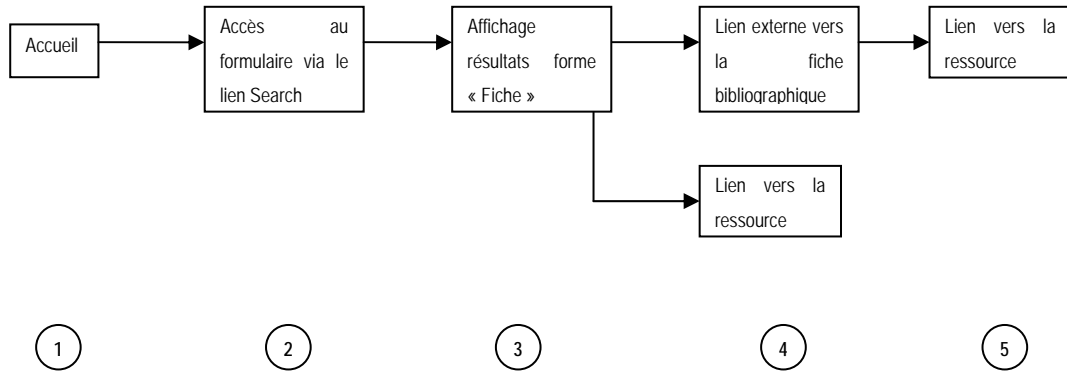 Accueil
Accès au
formulaire via le
lien Search
Affichage
résultats forme
« Fiche »
Lien externe vers
la fiche
bibliographique
Lien vers la
ressource
Lien vers la
ressource
1
2
3
4
5